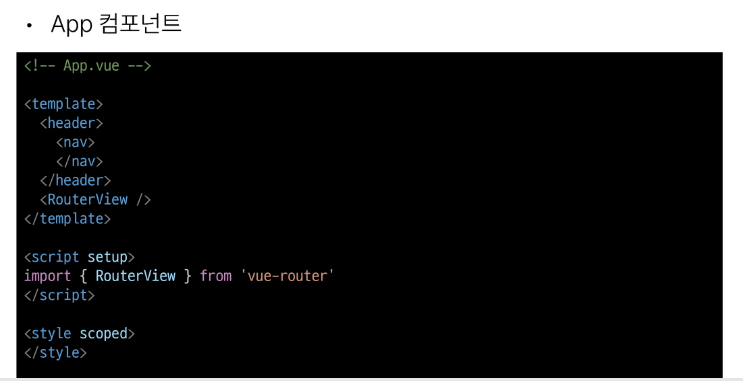 • App 컴포넌트
<!-- App.vue -->
<template>
  <header>
    <nav>
    </nav>
  </header>
  <RouterView />
</template>
<script setup>
import { RouterView } from 'vue-router'
</script>
<style scoped>
</style>